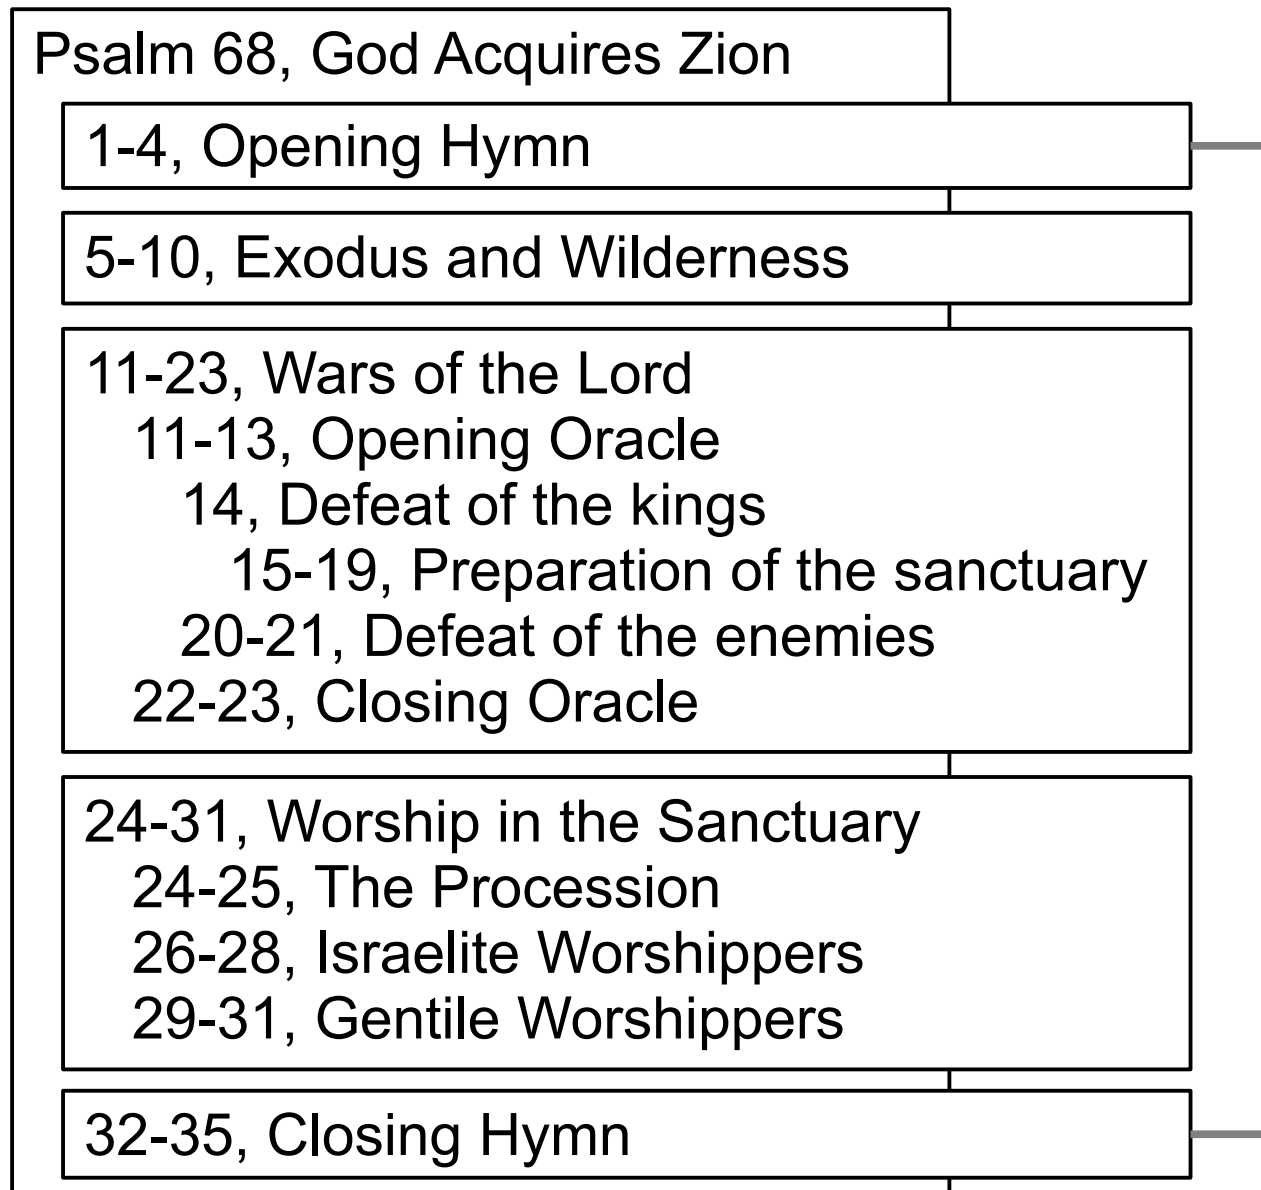 Psalm 68, God Acquires Zion
1-4, Opening Hymn
5-10, Exodus and Wilderness
11-23, Wars of the Lord
11-13, Opening Oracle
14, Defeat of the kings
15-19, Preparation of the sanctuary
20-21, Defeat of the enemies
22-23, Closing Oracle
24-31, Worship in the Sanctuary
24-25, The Procession
26-28, Israelite Worshippers
29-31, Gentile Worshippers
32-35, Closing Hymn